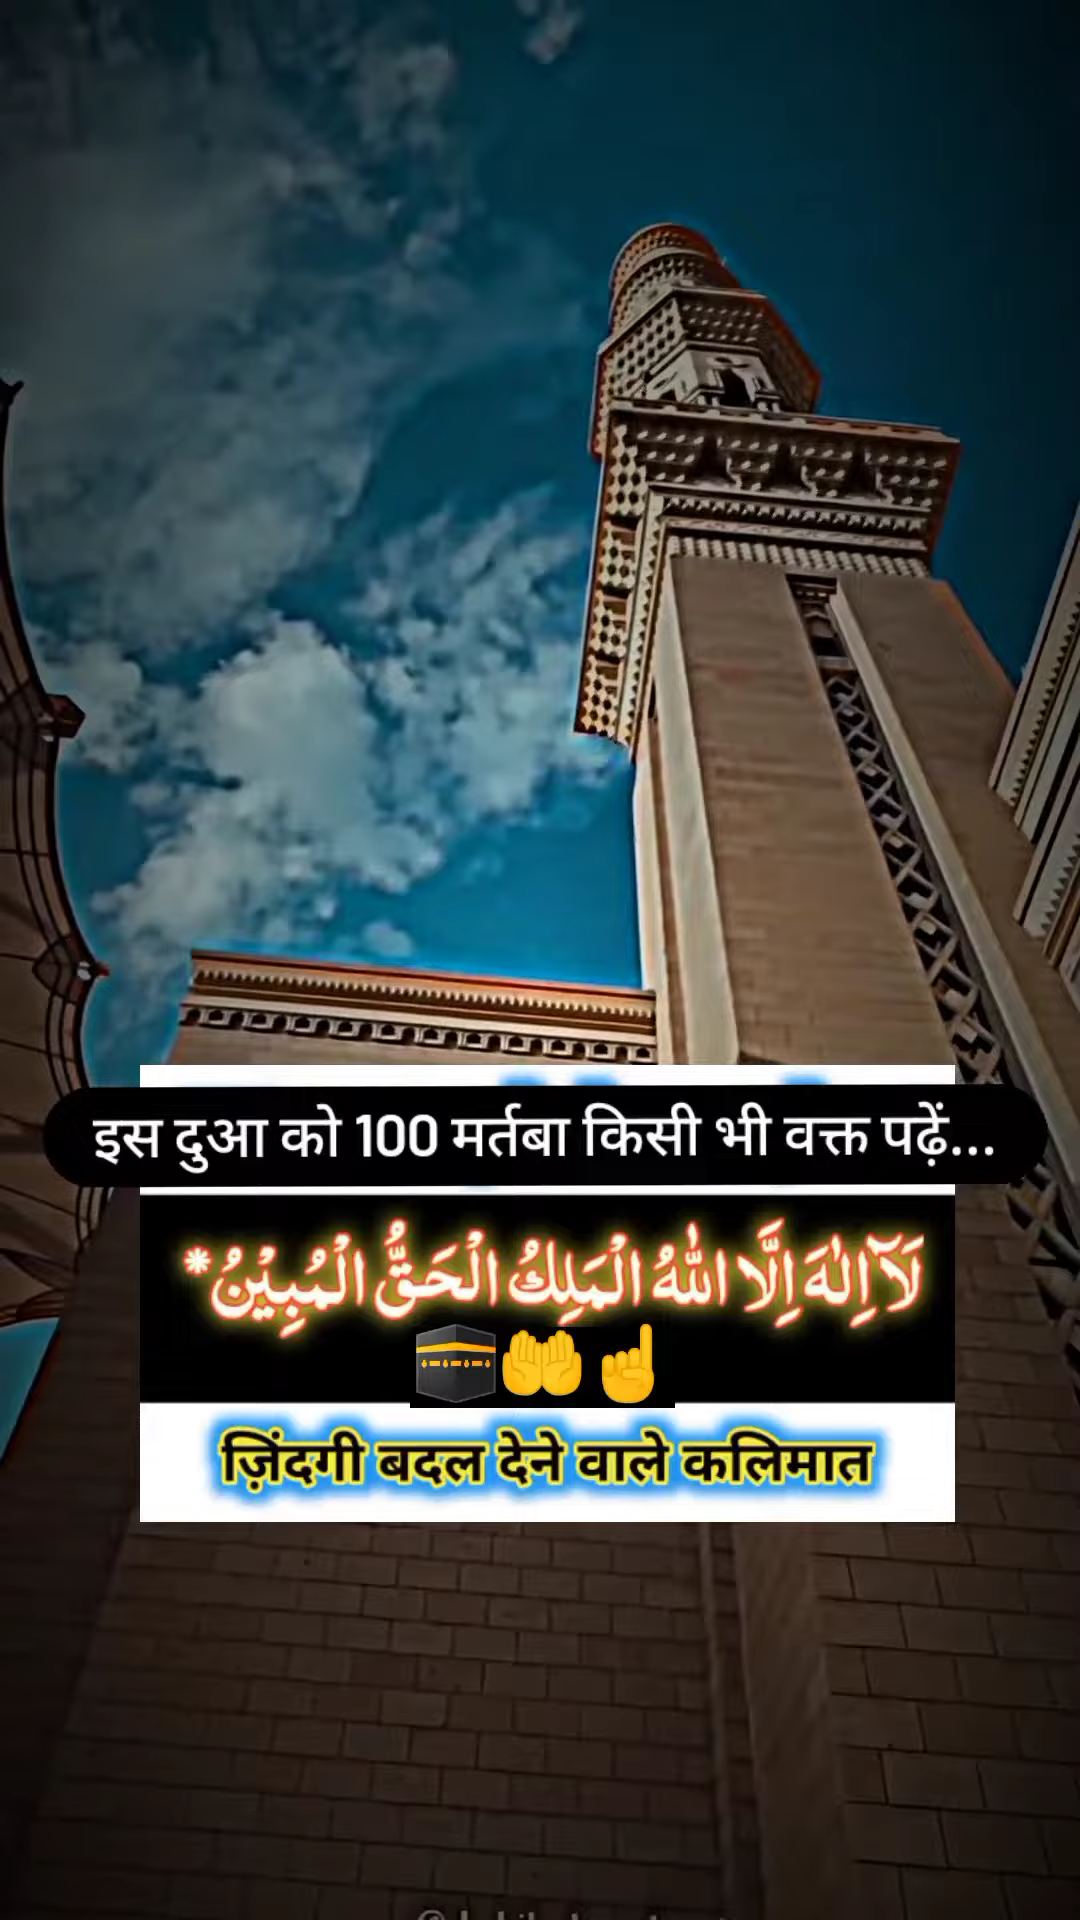 इस दुआ को 100 मर्तबा किसी भी वक्त पढ़ें...
لَآ اِلٰهَ اِلَّا اللّٰهُ الْمَلِكُ الْحَقُّ الْمُبِيْنُ*
ज़िंदगी बदल देने वाले कलिमात